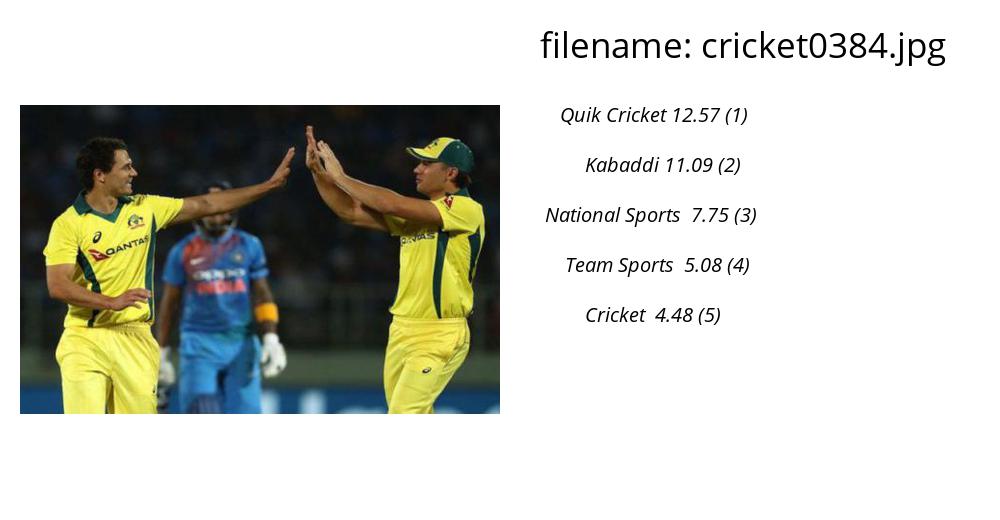 filename: cricket0384.jpg
Quik Cricket 12.57 (1)
Kabaddi 11.09 (2)
National Sports 7.75 (3)
Team Sports 5.08 (4)
Cricket 4.48 (5)
QANTAS
QANTAS
oppo
INDIA